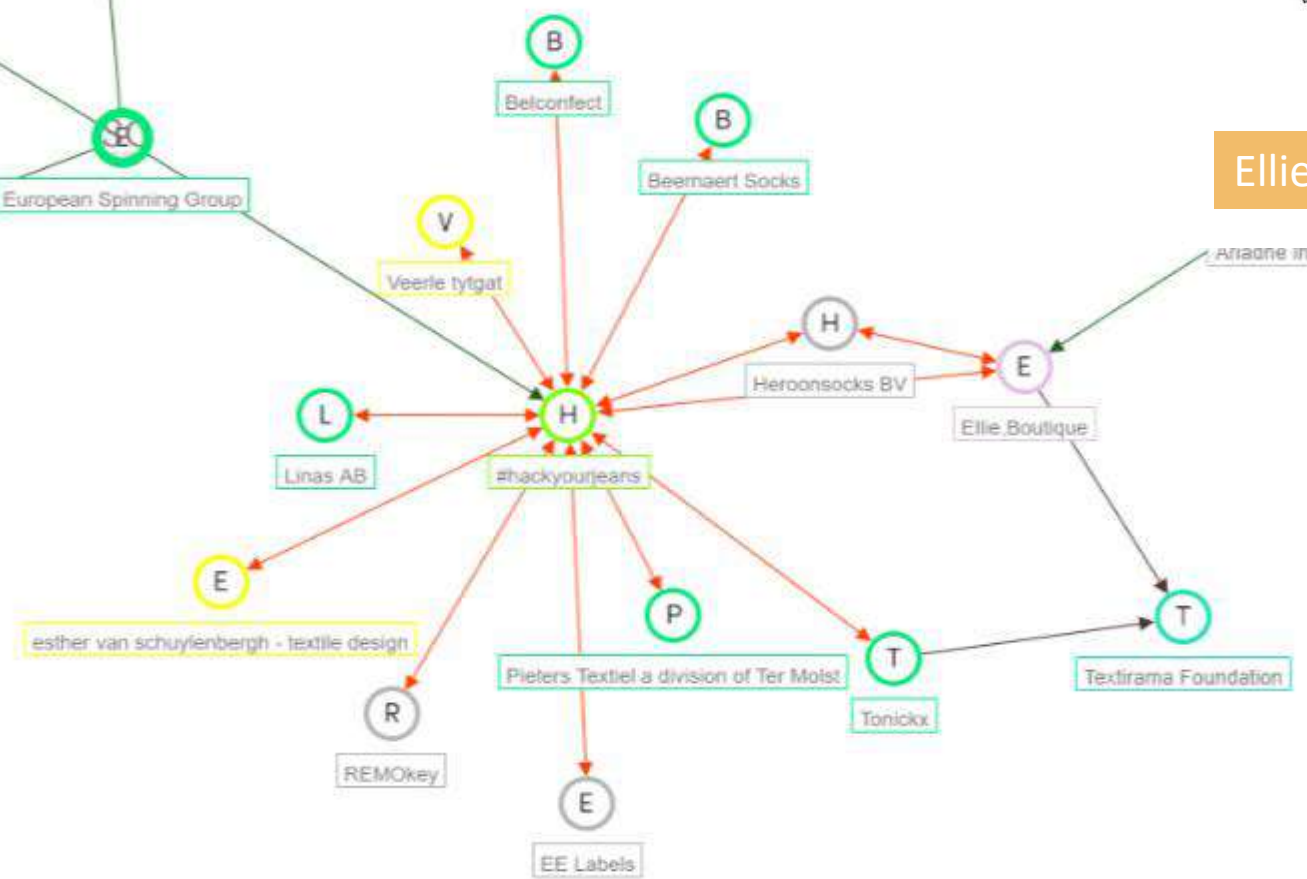 B
Belconfect
B
Beernaert Socks
E
European Spinning Group
Ellie
V
Veerle tytgat
Ariadne
H
Heroonsocks BV
E
Ellie.Boutique
L
Linas AB
H
#hackyourjeans
E
esther van schuylenbergh - textile design
P
Pieters Textiel a division of Ter Molst
T
Tonickx
T
Textirama Foundation
R
REMOkey
E
EE Labels